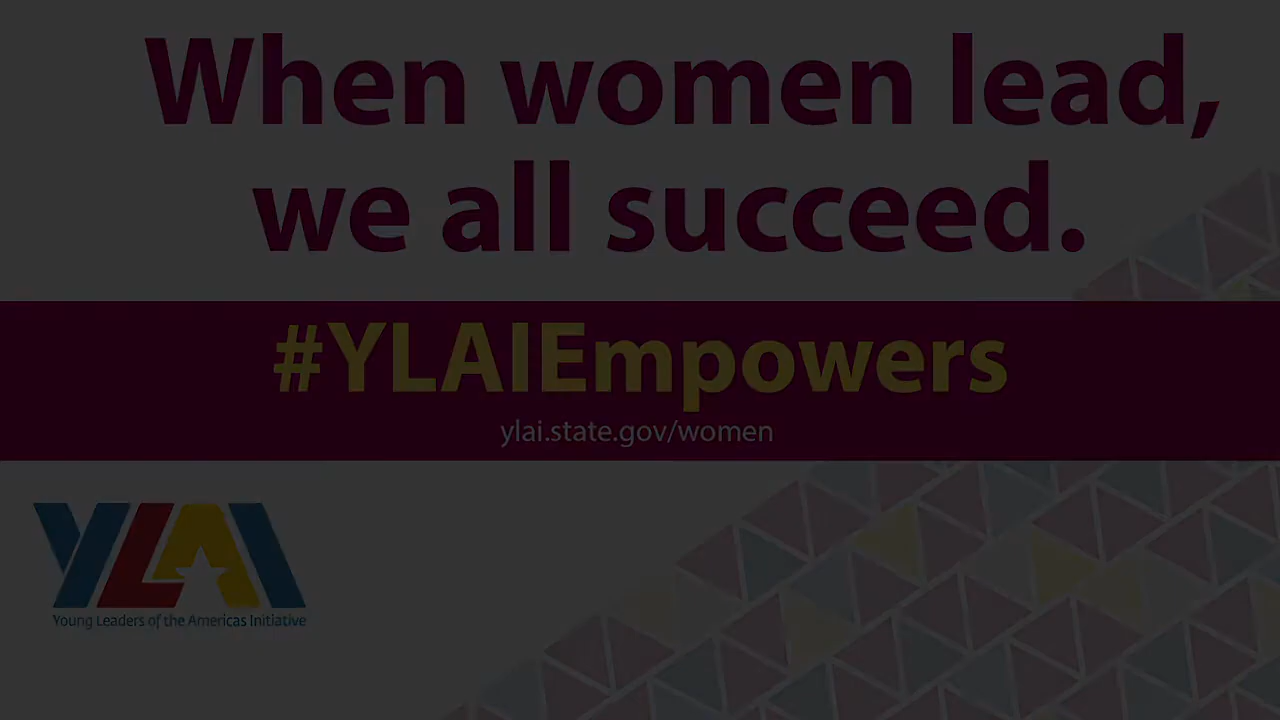 When women lead,
we all succeed.
#YLAIEmpowers
ylai.state.gov/women
YLAI
Young Leaders of the Americas Initiative